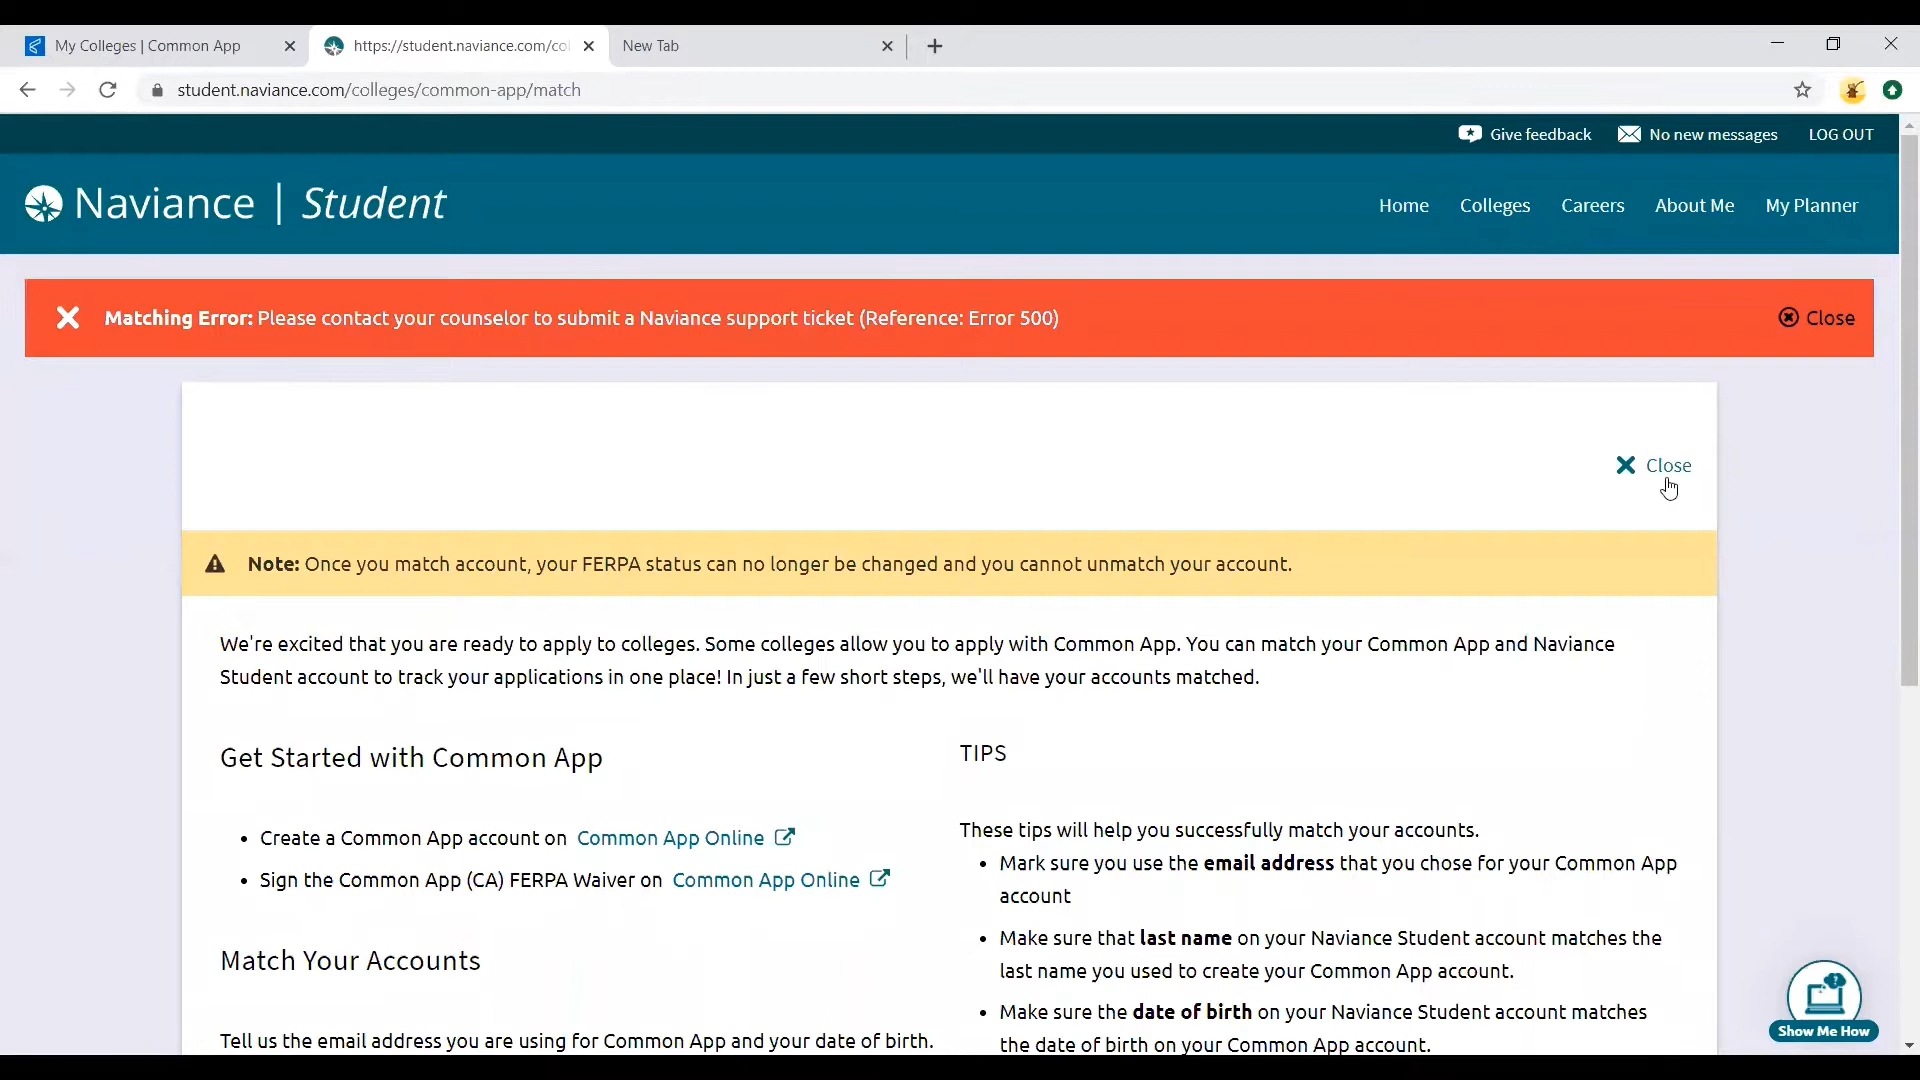 My Colleges | Common App
https://student.naviance.com/col
New Tab
student.naviance.com/colleges/common-app/match
Give feedback
No new messages
LOG OUT
Naviance | Student
Home
Colleges
Careers
About Me
My Planner
Matching Error: Please contact your counselor to submit a Naviance support ticket (Reference: Error 500)
Close
Close
Note: Once you match account, your FERPA status can no longer be changed and you cannot unmatch your account.
We're excited that you are ready to apply to colleges. Some colleges allow you to apply with Common App. You can match your Common App and Naviance
Student account to track your applications in one place! In just a few short steps, we'll have your accounts matched.
Get Started with Common App
• Create a Common App account on Common App Online
• Sign the Common App (CA) FERPA Waiver on Common App Online
Match Your Accounts
Tell us the email address you are using for Common App and your date of birth.
TIPS
These tips will help you successfully match your accounts.
• Mark sure you use the email address that you chose for your Common App
account
• Make sure that last name on your Naviance Student account matches the
last name you used to create your Common App account.
• Make sure the date of birth on your Naviance Student account matches
the date of birth on your Common App account.
Show Me How